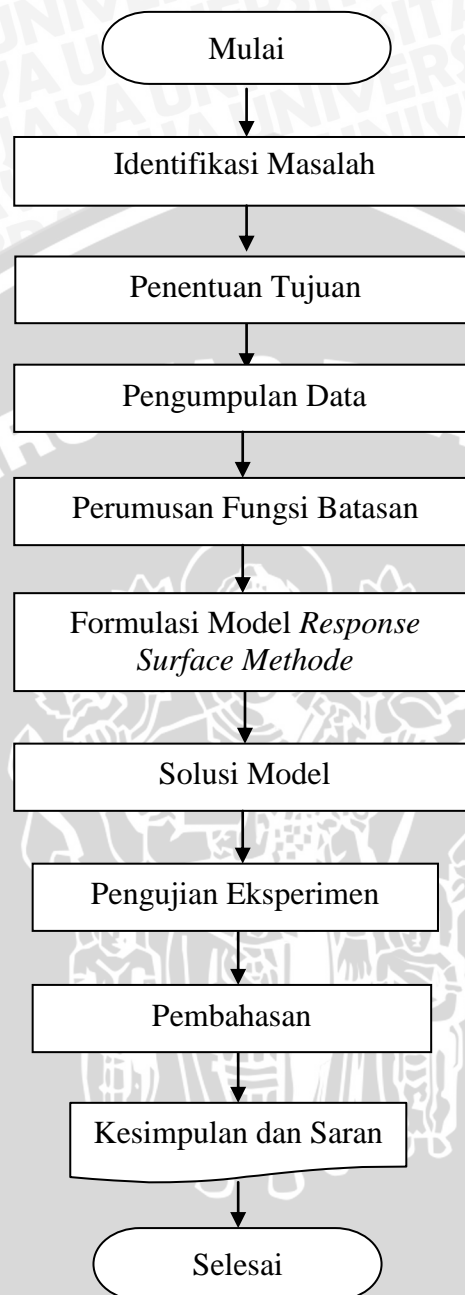 Mulai
Identifikasi Masalah
Penentuan Tujuan
Pengumpulan Data
Perumusan Fungsi Batasan
Formulasi Model Response
Surface Methode
Solusi Model
Pengujian Eksperimen
Pembahasan
Kesimpulan dan Saran
Selesai